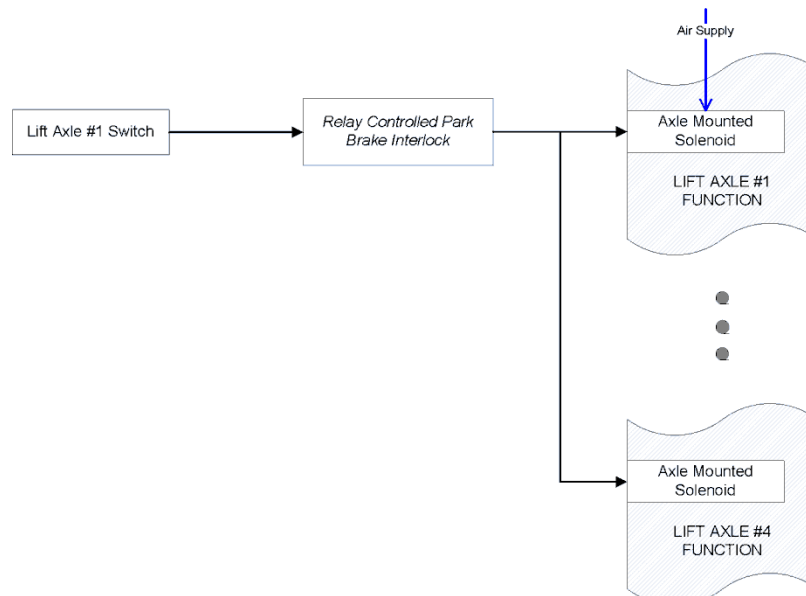 Air Supply
Lift Axle #1 Switch
Relay Controlled Park
Brake Interlock
Axle Mounted
Solenoid
LIFT AXLE #1
FUNCTION
Axle Mounted
Solenoid
LIFT AXLE #4
FUNCTION